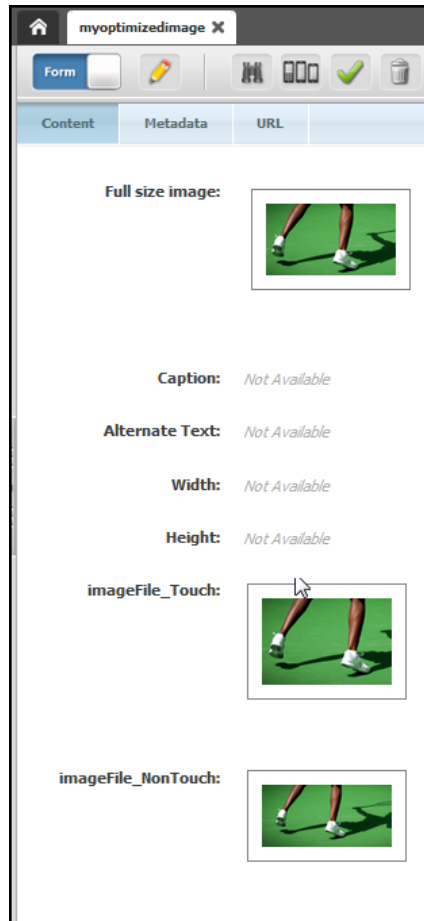 myoptimizedimage X
Form
Content Metadata URL
Full size image:
Caption: Not Available
Alternate Text: Not Available
Width: Not Available
Height: Not Available
imageFile_Touch:
imageFile_NonTouch: